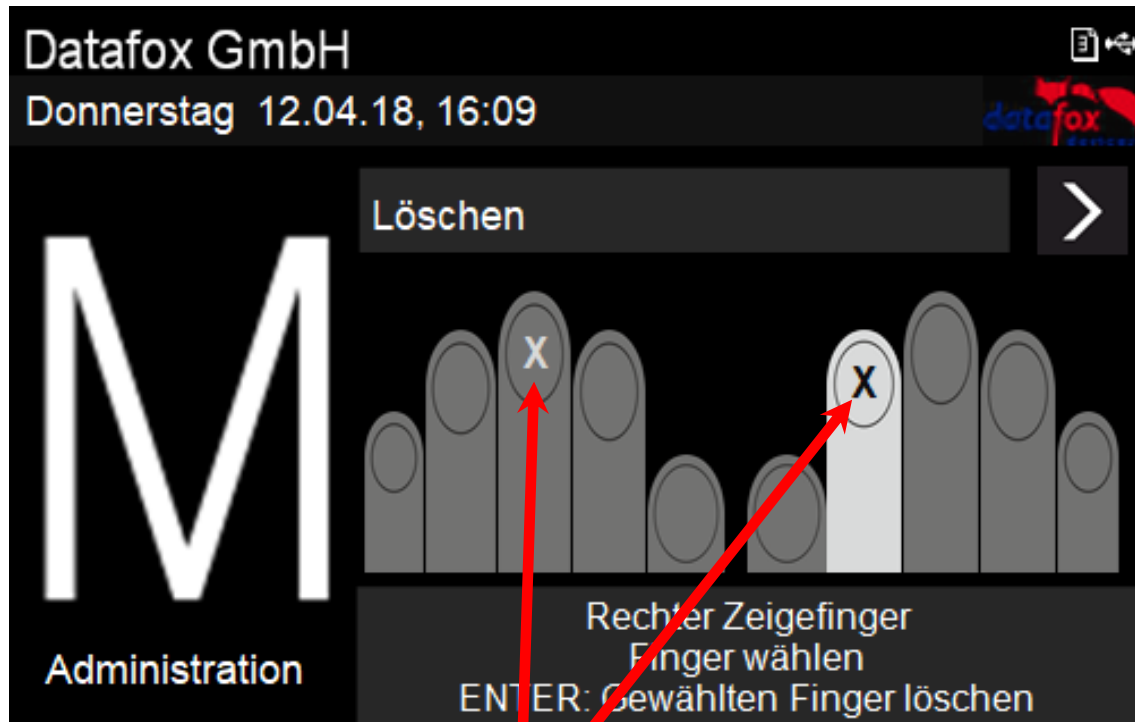 Datafox GmbH
Donnerstag 12.04.18, 16:09
datafox
Löschen
M
X
X
Rechter Zeigefinger
Finger wählen
ENTER: Gewählten Finger löschen
Administration